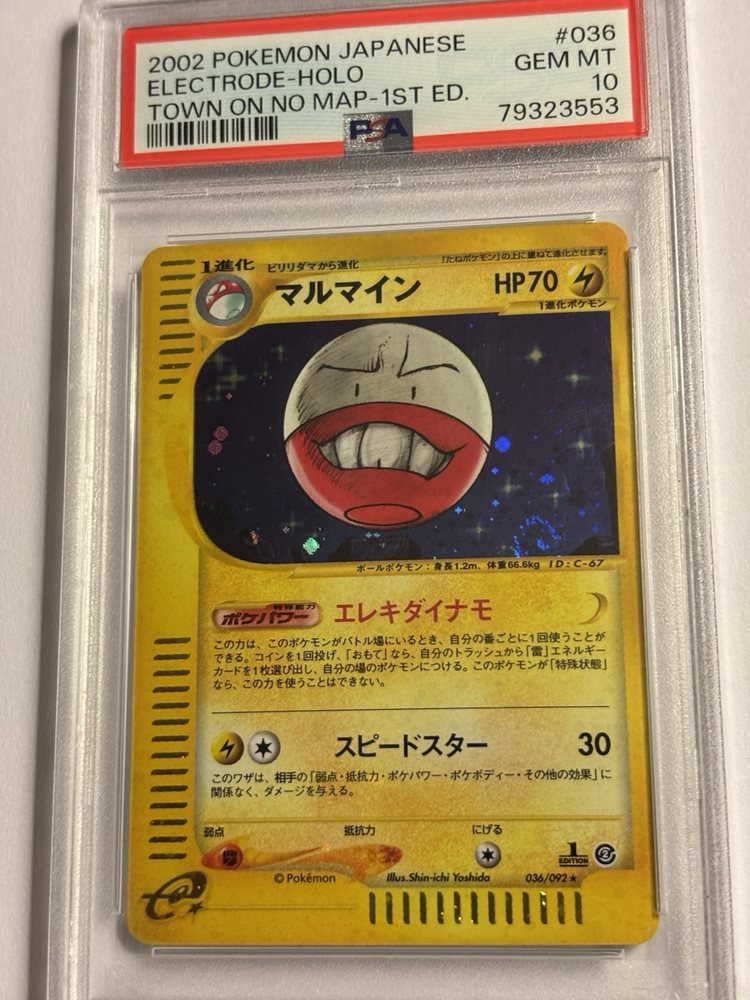 2002 POKEMON JAPANESE
ELECTRODE-HOLO
TOWN ON NO MAP-1ST ED.
#036
GEM MT
10
79323553
PSA
1進化 ビリリダマから進化
「たねポケモン」の上に重ねて進化させます。
マルマイン HP70
1進化ポケモン
ボールポケモン:身長1.2m、体重66.6kg ID:C-67
特殊能力
ポケパワー エレキダイナモ
この力は、このポケモンがバトル場にいるとき、自分の番ごとに1回使うことが
できる。コインを1回投げ、「おもて」なら、自分のトラッシュから「雷」エネルギー
カードを1枚選び出し、自分の場のポケモンにつける。このポケモンが「特殊状態」
なら、この力を使うことはできない。
スピードスター 30
このワザは、相手の「弱点・抵抗力・ポケパワー・ポケボディー・その他の効果」に
関係なく、ダメージを与える。
弱点 抵抗力 にげる
1
EDITION
2
© Pokémon Illus.Shin-ichi Yoshida 036/092★
e